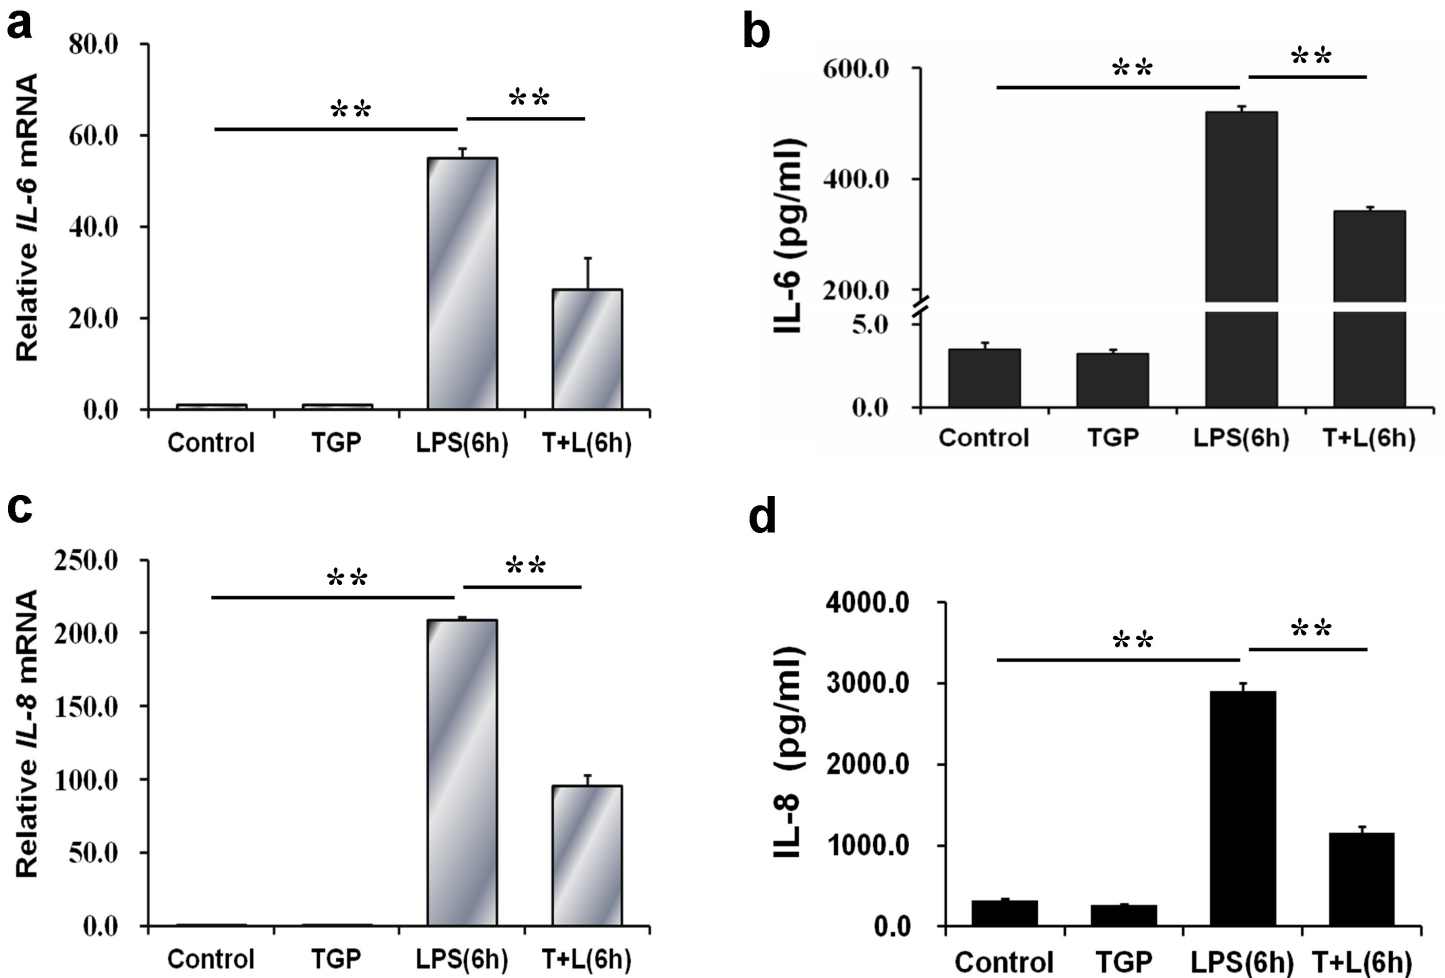 a
80.0
60.0
40.0
20.0
0.0
Relative IL-6 mRNA
** **
Control TGP LPS(6h) T+L(6h)
b
600.0
400.0
200.0
5.0
0.0
IL-6 (pg/ml)
** **
Control TGP LPS(6h) T+L(6h)
c
250.0
200.0
150.0
100.0
50.0
0.0
Relative IL-8 mRNA
** **
Control TGP LPS(6h) T+L(6h)
d
4000.0
3000.0
2000.0
1000.0
0.0
IL-8 (pg/ml)
** **
Control TGP LPS(6h) T+L(6h)